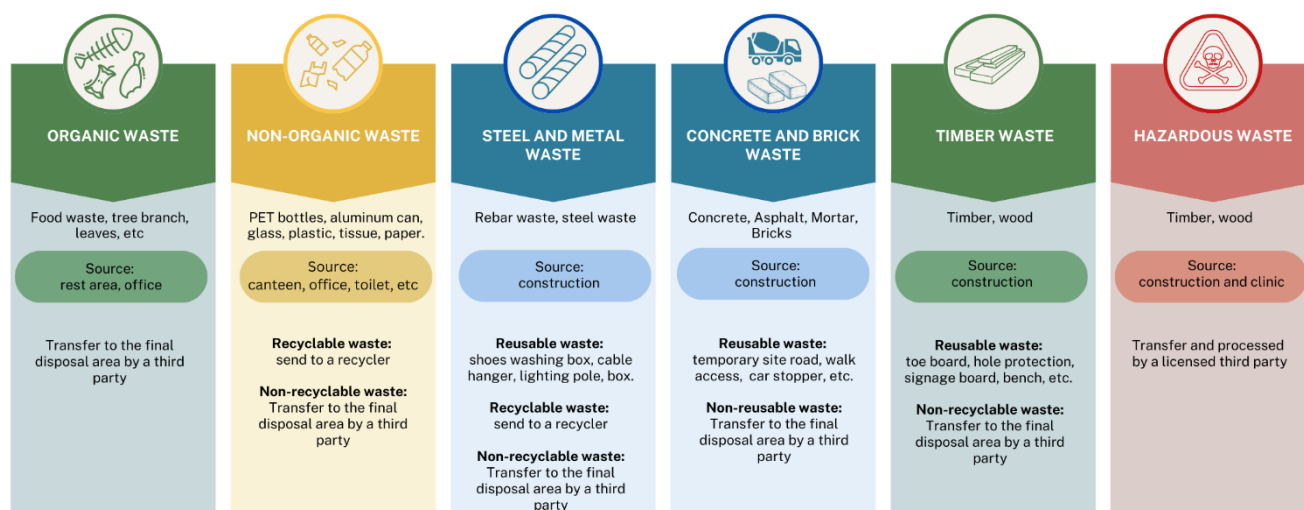 ORGANIC WASTE
Food waste, tree branch,
leaves, etc
Source:
rest area, office
Transfer to the final
disposal area by a third
party
NON-ORGANIC WASTE
PET bottles, aluminum can,
glass, plastic, tissue, paper.
Source:
canteen, office, toilet, etc
Recyclable waste:
send to a recycler
Non-recyclable waste:
Transfer to the final
disposal area by a third
party
STEEL AND METAL
WASTE
Rebar waste, steel waste
Source:
construction
Reusable waste:
shoes washing box, cable
hanger, lighting pole, box.
Recyclable waste:
send to a recycler
Non-recyclable waste:
Transfer to the final
disposal area by a third
party
CONCRETE AND BRICK
WASTE
Concrete, Asphalt, Mortar,
Bricks
Source:
construction
Reusable waste:
temporary site road, walk
access, car stopper, etc.
Non-reusable waste:
Transfer to the final
disposal area by a third
party
TIMBER WASTE
Timber, wood
Source:
construction
Reusable waste:
toe board, hole protection,
signage board, bench, etc.
Non-recyclable waste:
Transfer to the final
disposal area by a third
party
HAZARDOUS WASTE
Timber, wood
Source:
construction and clinic
Transfer and processed
by a licensed third party